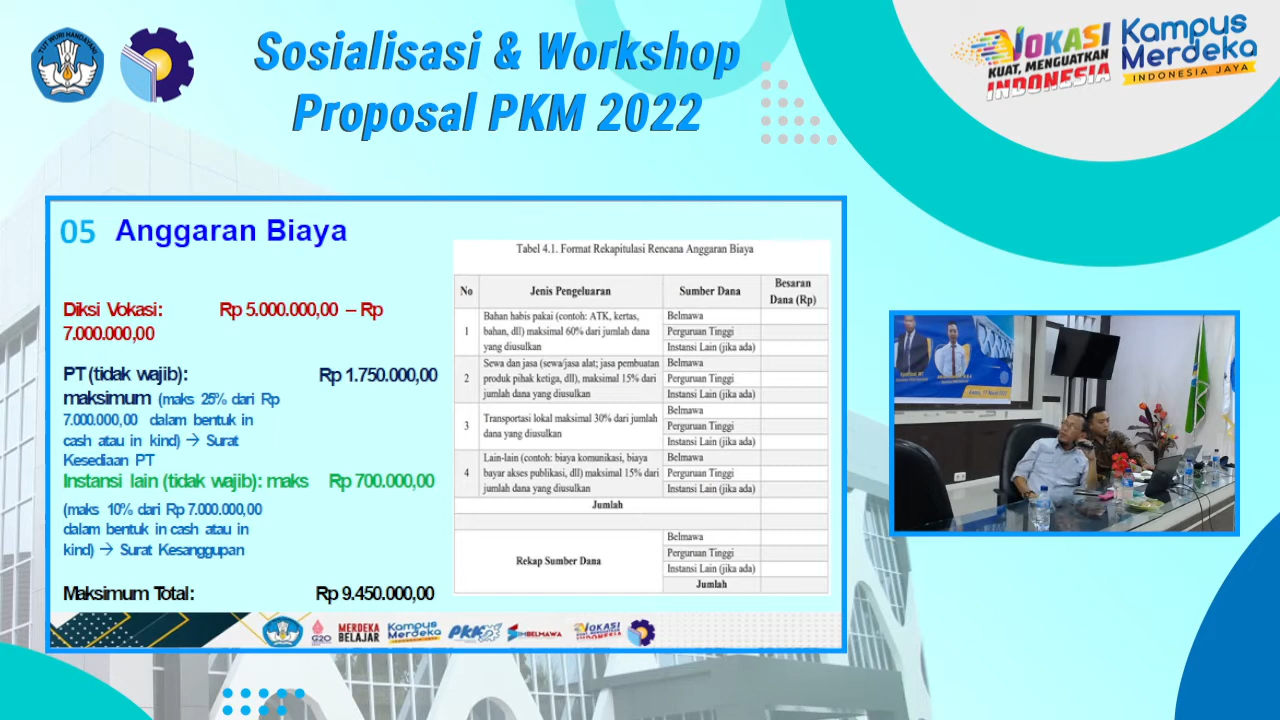 TUT WURI HANDAYANI
Sosialisasi & Workshop
Proposal PKM 2022
VOKASI
KUAT, MENGUATKAN
INDONESIA
Kampus
Merdeka
INDONESIA JAYA
05 Anggaran Biaya
Diksi Vokasi: Rp 5.000.000,00 – Rp
7.000.000,00
PT (tidak wajib): Rp 1.750.000,00
maksimum (maks 25% dari Rp
7.000.000,00 dalam bentuk in
cash atau in kind) → Surat
Kesediaan PT
Instansi lain (tidak wajib): maks Rp 700.000,00
(maks 10% dari Rp 7.000.000,00
dalam bentuk in cash atau in
kind) → Surat Kesanggupan
Maksimum Total: Rp 9.450.000,00
Tabel 4.1. Format Rekapitulasi Rencana Anggaran Biaya
No Jenis Pengeluaran Sumber Dana Besaran
Dana (Rp)
1 Bahan habis pakai (contoh: ATK, kertas,
bahan, dll) maksimal 60% dari jumlah dana
yang diusulkan
Belmawa
Perguruan Tinggi
Instansi Lain (jika ada)
2 Sewa dan jasa (sewa/jasa alat; jasa pembuatan
produk pihak ketiga, dll), maksimal 15% dari
jumlah dana yang diusulkan
Belmawa
Perguruan Tinggi
Instansi Lain (jika ada)
3 Transportasi lokal maksimal 30% dari jumlah
dana yang diusulkan
Belmawa
Perguruan Tinggi
Instansi Lain (jika ada)
4 Lain-lain (contoh: biaya komunikasi, biaya
bayar akses publikasi, dll) maksimal 15% dari
jumlah dana yang diusulkan
Belmawa
Perguruan Tinggi
Instansi Lain (jika ada)
Jumlah
Rekap Sumber Dana
Belmawa
Perguruan Tinggi
Instansi Lain (jika ada)
Jumlah
G20
MERDEKA
BELAJAR
Kampus
Merdeka
PKM
SIMBELMAWA
VOKASI